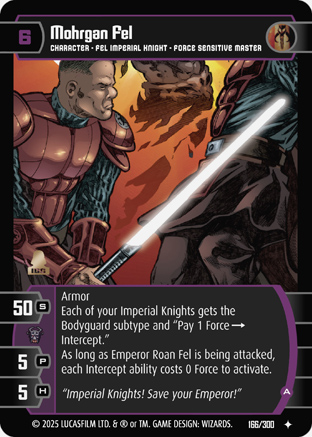 6
Mohrgan Fel
CHARACTER • FEL IMPERIAL KNIGHT • FORCE SENSITIVE MASTER
165
50 S
5 P
5 H
Armor
Each of your Imperial Knights gets the
Bodyguard subtype and “Pay 1 Force →
Intercept.”
As long as Emperor Roan Fel is being attacked,
each Intercept ability costs 0 Force to activate.
“Imperial Knights! Save your Emperor!”
A
© 2025 LUCASFILM LTD. & ® OR TM. GAME DESIGN: WIZARDS. 166/300